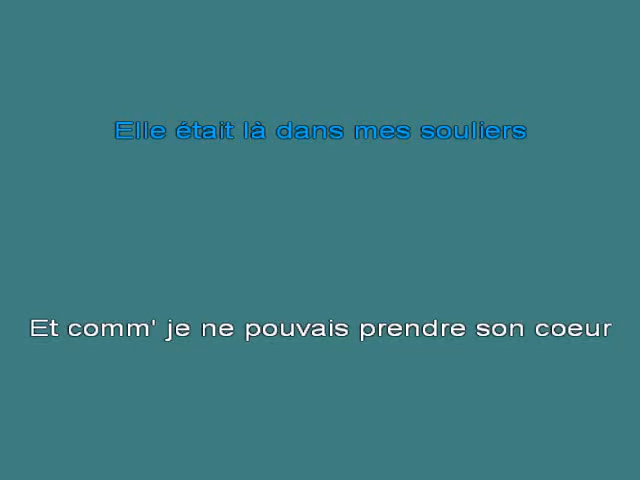 Elle était là dans mes souliers
Et comm' je ne pouvais prendre son coeur